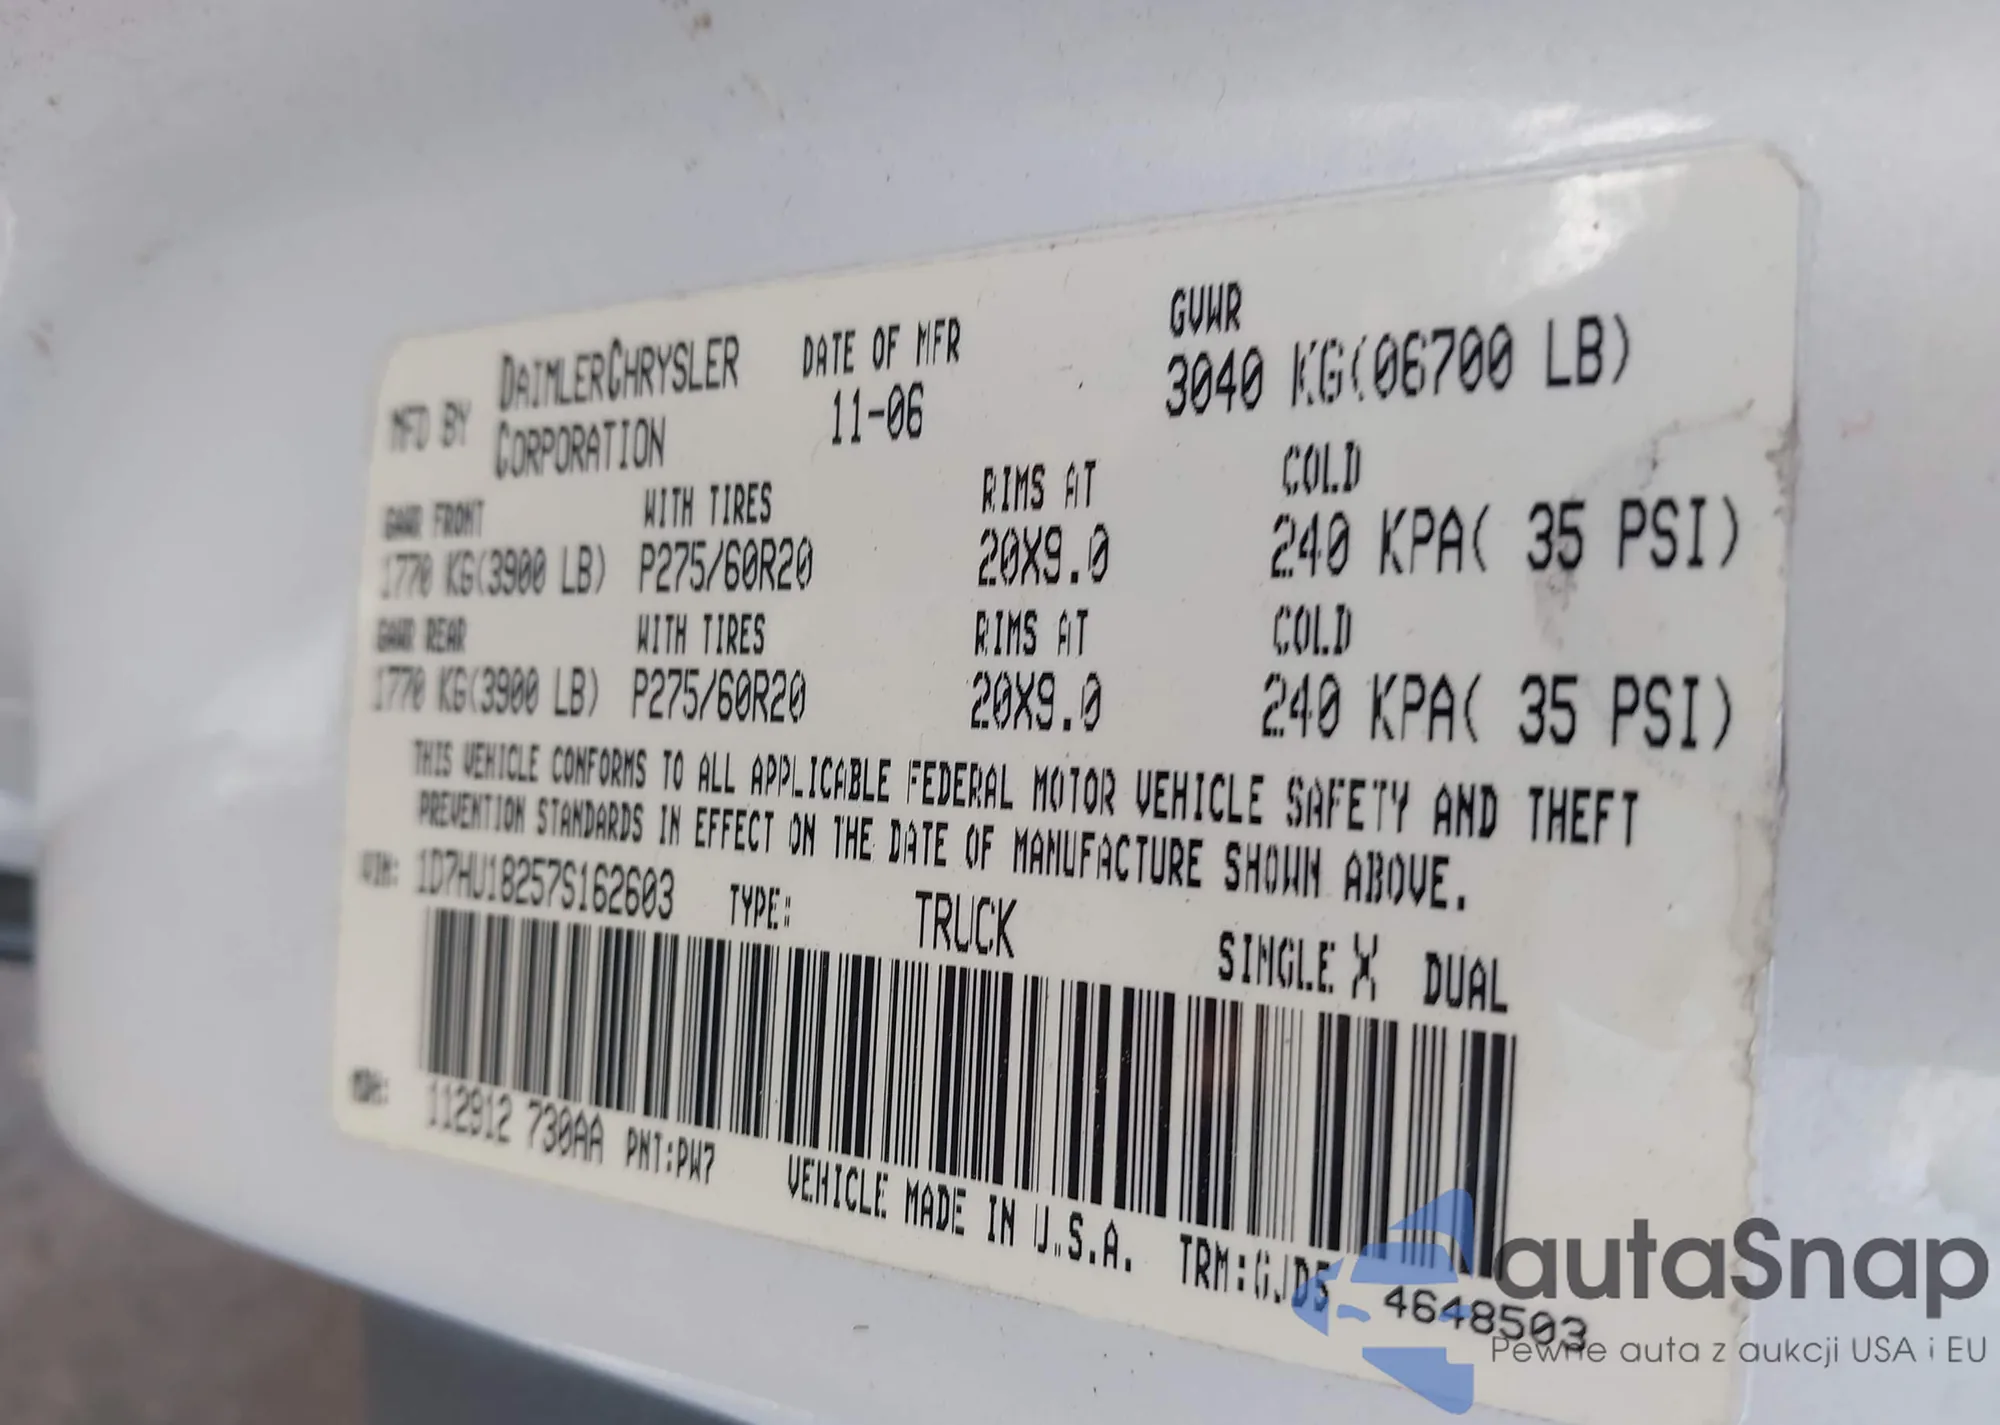 MFD BY DAIMLERCHRYSLER CORPORATION
DATE OF MFR 11-06
GVWR 3040 KG(06700 LB)
GAWR FRONT WITH TIRES RIMS AT COLD
1770 KG(3900 LB) P275/60R20 20X9.0 240 KPA( 35 PSI)
GAWR REAR WITH TIRES RIMS AT COLD
1770 KG(3900 LB) P275/60R20 20X9.0 240 KPA( 35 PSI)
THIS VEHICLE CONFORMS TO ALL APPLICABLE FEDERAL MOTOR VEHICLE SAFETY AND THEFT
PREVENTION STANDARDS IN EFFECT ON THE DATE OF MANUFACTURE SHOWN ABOVE.
VIN: 1D7HU18257S162603 TYPE: TRUCK SINGLE X DUAL
MDH: 112912 730AA PNT:PW7 VEHICLE MADE IN U.S.A. TRM:GJD5 4648503
autaSnap
Pewne auta z aukcji USA i EU